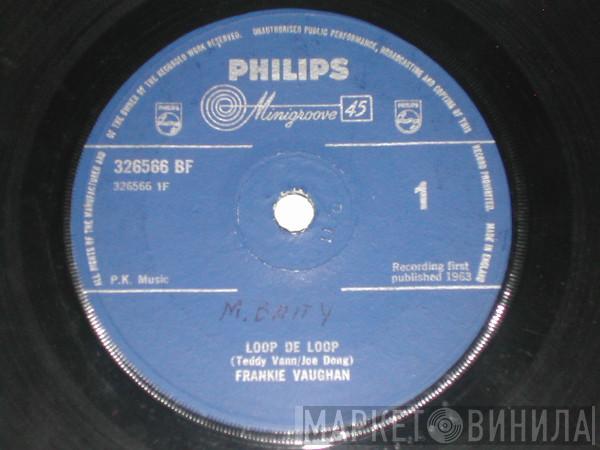 ALL RIGHTS OF THE MANUFACTURER AND OF THE OWNER OF THE RECORDED WORK RESERVED. UNAUTHORISED PUBLIC PERFORMANCE, BROADCASTING AND COPYING OF THIS RECORD PROHIBITED. MADE IN ENGLAND
PHILIPS
Minigroove 45
PHILIPS
PHILIPS
326566 BF
326566 1F
1
P.K. Music
Recording first
published 1963
LOOP DE LOOP
(Teddy Vann/Joe Dong)
FRANKIE VAUGHAN
МАРКЕТ ВИНИЛА